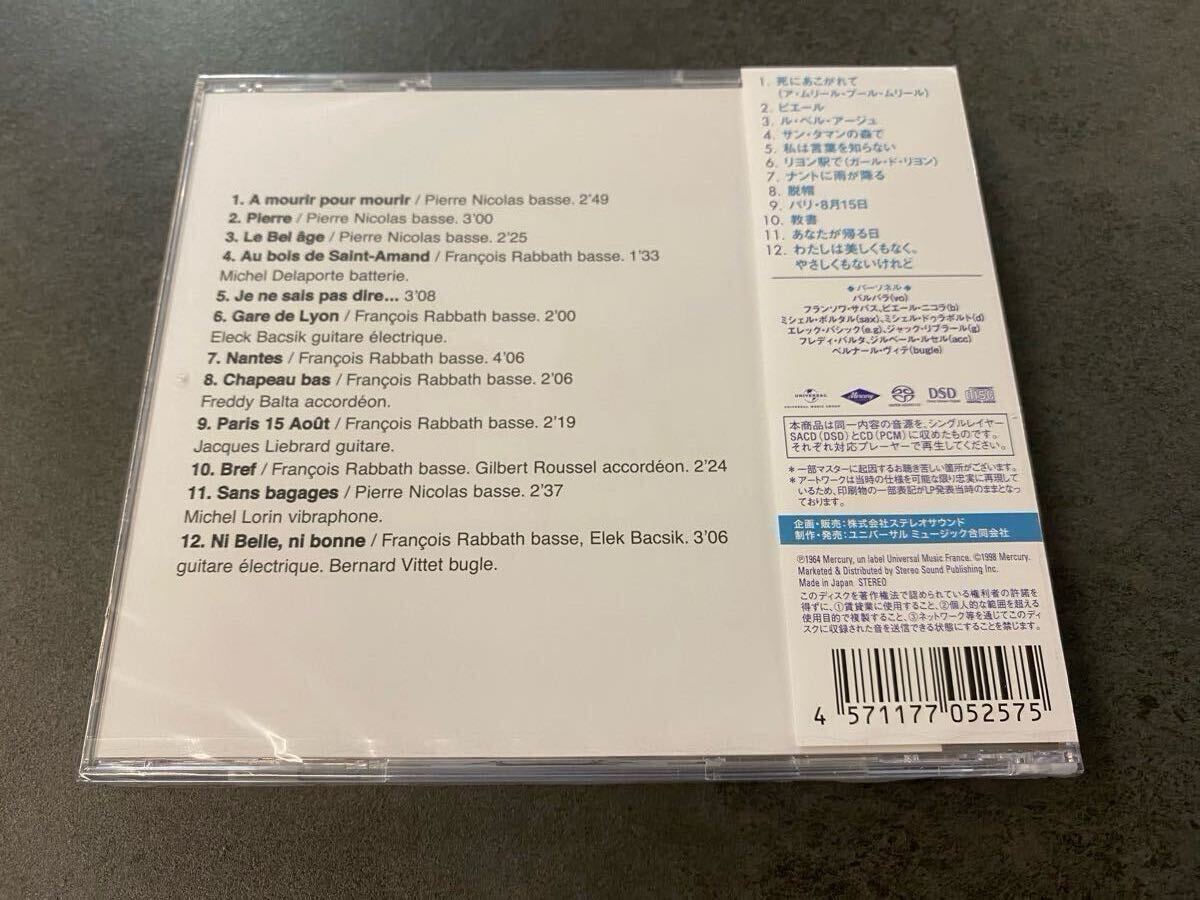 1. A mourir pour mourir / Pierre Nicolas basse. 2’49
2. Pierre / Pierre Nicolas basse. 3’00
3. Le Bel âge / Pierre Nicolas basse. 2’25
4. Au bois de Saint-Amand / François Rabbath basse. 1’33
Michel Delaporte batterie.
5. Je ne sais pas dire... 3’08
6. Gare de Lyon / François Rabbath basse. 2’00
Eleck Bacsik guitare électrique.
7. Nantes / François Rabbath basse. 4’06
8. Chapeau bas / François Rabbath basse. 2’06
Freddy Balta accordéon.
9. Paris 15 Août / François Rabbath basse. 2’19
Jacques Liebrard guitare.
10. Bref / François Rabbath basse. Gilbert Roussel accordéon. 2’24
11. Sans bagages / Pierre Nicolas basse. 2’37
Michel Lorin vibraphone.
12. Ni Belle, ni bonne / François Rabbath basse, Elek Bacsik. 3’06
guitare électrique. Bernard Vittet bugle.
1. 死にあこがれて
(ア・ムリール・プール・ムリール)
2. ピエール
3. ル・ベル・アージュ
4. サン・タマンの森で
5. 私は言葉を知らない
6. リヨン駅で(ガール・ド・リヨン)
7. ナントに雨が降る
8. 脱帽
9. パリ・8月15日
10. 教書
11. あなたが帰る日
12. わたしは美しくもなく、
やさしくもないけれど
◆パーソネル◆
バルバラ(vo)
フランソワ・ラバス、ピエール・ニコラ(b)
ミシェル・ポルタル(sax)、ミシェル・ドゥラポルト(d)
エレック・バシック(e.g)、ジャック・リブラール(g)
フレディ・バルタ、ジルベール・ルセル(acc)
ベルナール・ヴィテ(bugle)
UNIVERSAL
UNIVERSAL MUSIC GROUP
Mercury
SUPER AUDIO CD
DSD
Direct Stream Digital
disc
本商品は同一内容の音源を、シングルレイヤー
SACD(DSD)とCD(PCM)に収めたものです。
それぞれ対応プレーヤーで再生してください。
*一部マスターに起因するお聴き苦しい箇所がございます。
*アートワークは当時の仕様を可能な限り忠実に再現して
いるため、印刷物の一部表記がLP発表当時のままとなっ
ております。
企画・販売:株式会社ステレオサウンド
制作・発売:ユニバーサル ミュージック合同会社
℗1964 Mercury, un label Universal Music France. ©1998 Mercury.
Marketed & Distributed by Stereo Sound Publishing Inc.
Made in Japan STEREO
このディスクを著作権法で認められている権利者の許諾を
得ずに、①賃貸業に使用すること、②個人的な範囲を超える
使用目的で複製すること、③ネットワーク等を通じてこのディ
スクに収録された音を送信できる状態にすることを禁じます。
4 571177 052575